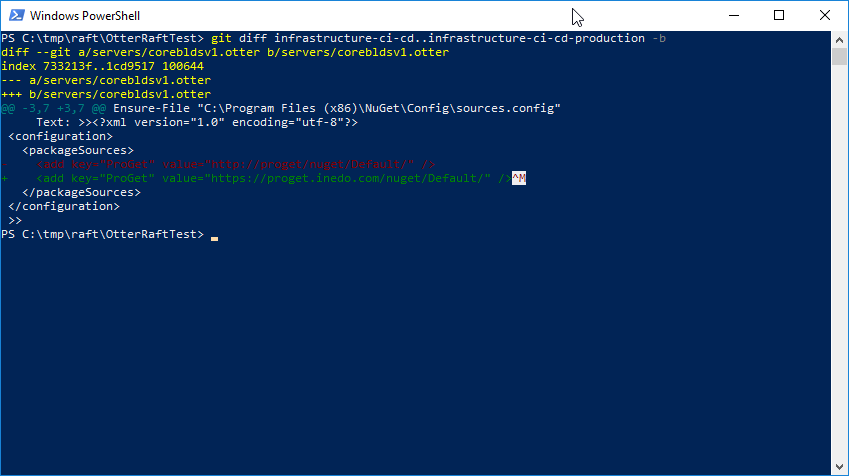 Windows PowerShell
PS C:\tmp\raft\OtterRaftTest> git diff infrastructure-ci-cd..infrastructure-ci-cd-production -b
diff --git a/servers/corebldsv1.otter b/servers/corebldsv1.otter
index 733213f..1cd9517 100644
--- a/servers/corebldsv1.otter
+++ b/servers/corebldsv1.otter
@@ -3,7 +3,7 @@ Ensure-File "C:\Program Files (x86)\NuGet\Config\sources.config"
     Text: >><?xml version="1.0" encoding="utf-8"?>
 <configuration>
   <packageSources>
-    <add key="ProGet" value="http://proget/nuget/Default/" />
+    <add key="ProGet" value="https://proget.inedo.com/nuget/Default/" />^M
   </packageSources>
 </configuration>
 >>
PS C:\tmp\raft\OtterRaftTest>